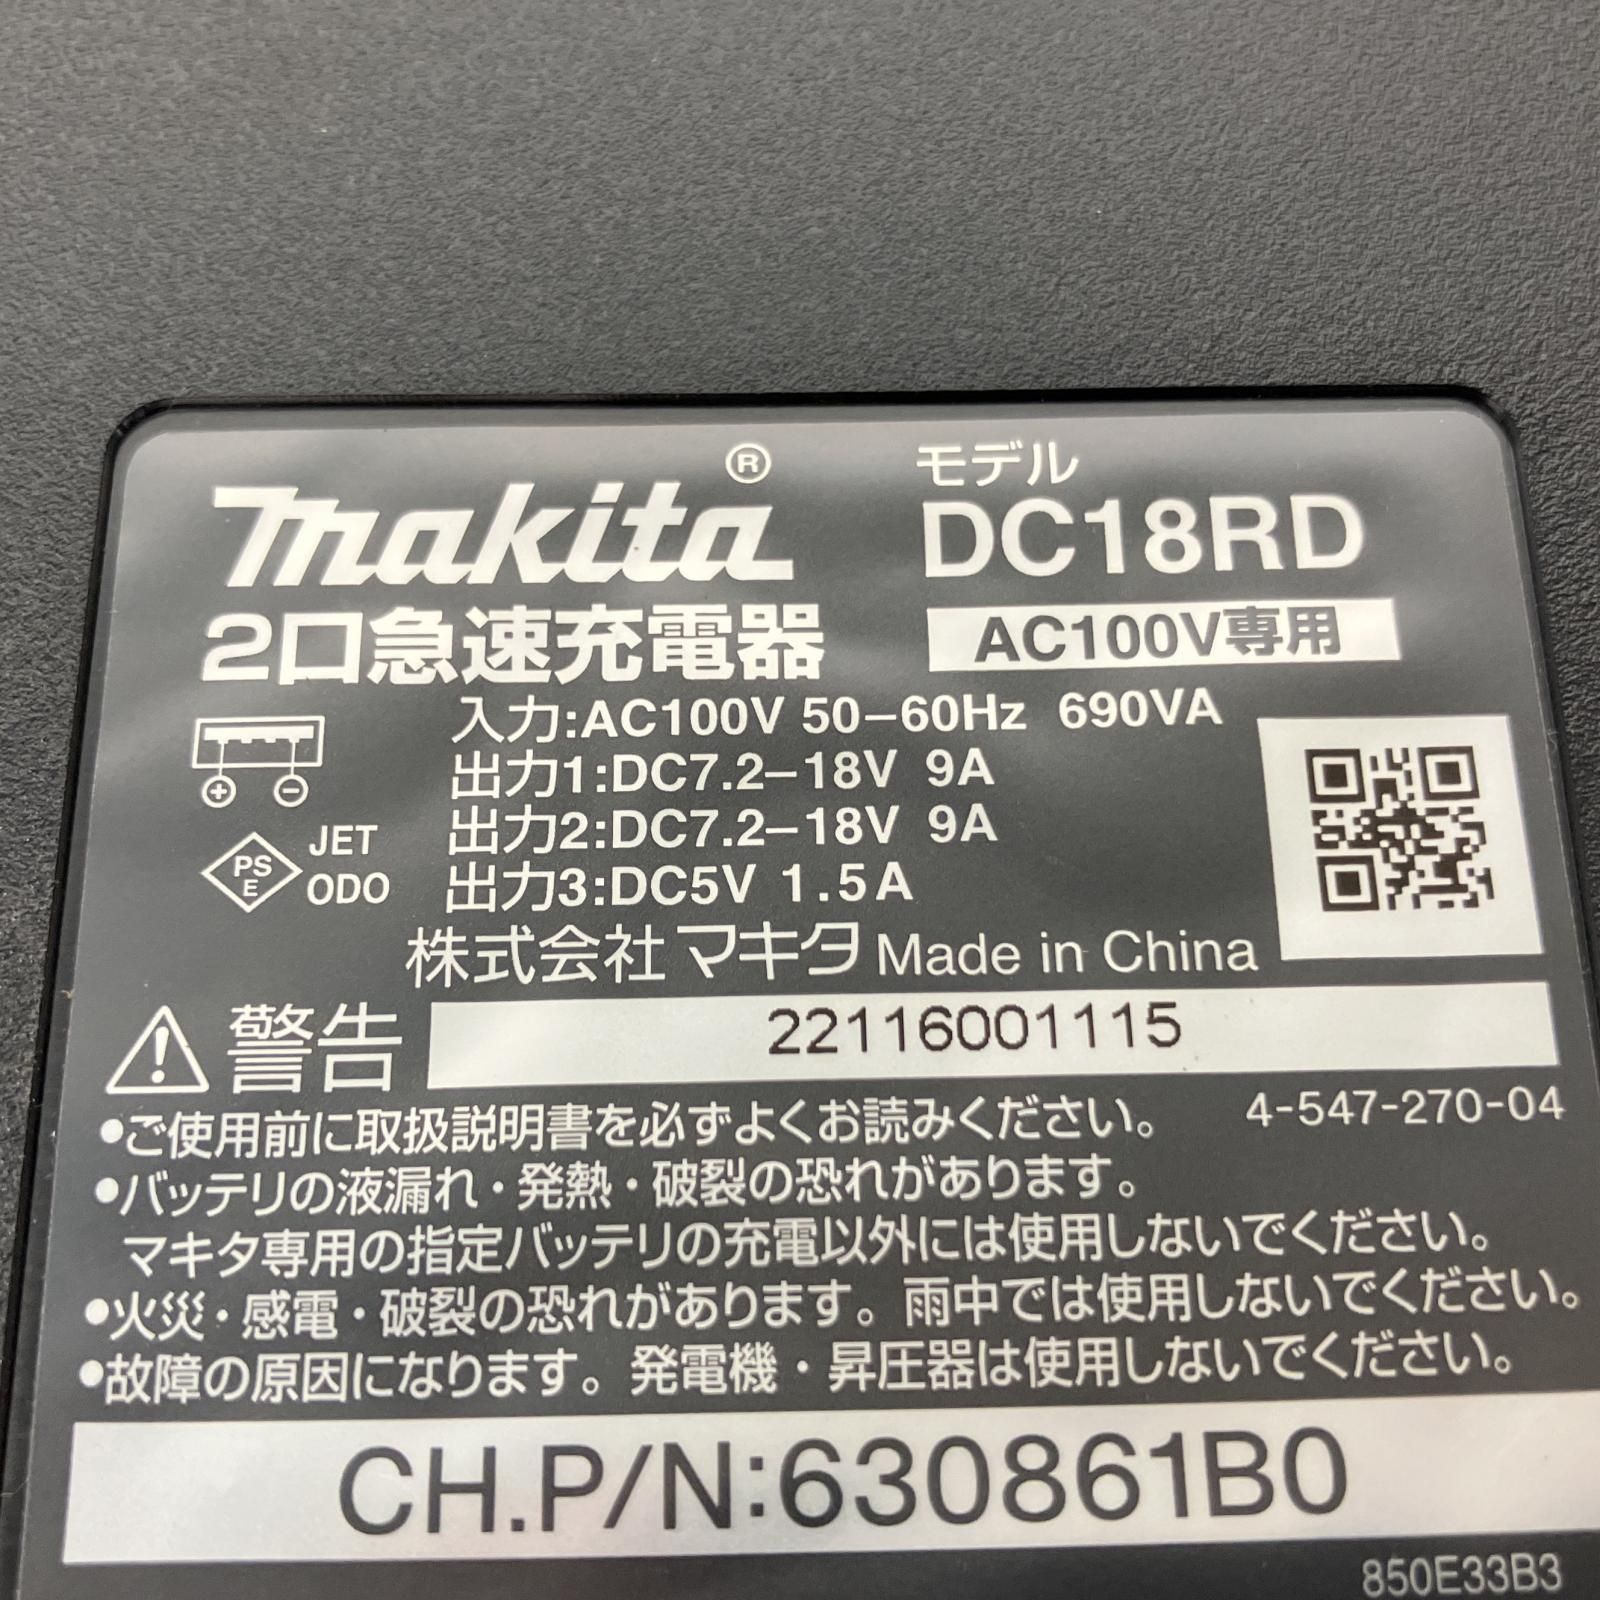 makita®
モデル
DC18RD
2口急速充電器
AC100V専用
入力:AC100V 50–60Hz 690VA
出力1:DC7.2–18V 9A
出力2:DC7.2–18V 9A
出力3:DC5V 1.5A
PS
E
JET
ODO
株式会社マキタ Made in China
警告
22116001115
4-547-270-04
•ご使用前に取扱説明書を必ずよくお読みください。
•バッテリの液漏れ・発熱・破裂の恐れがあります。
マキタ専用の指定バッテリの充電以外には使用しないでください。
•火災・感電・破裂の恐れがあります。雨中では使用しないでください。
•故障の原因になります。発電機・昇圧器は使用しないでください。
CH.P/N:630861B0
850E33B3